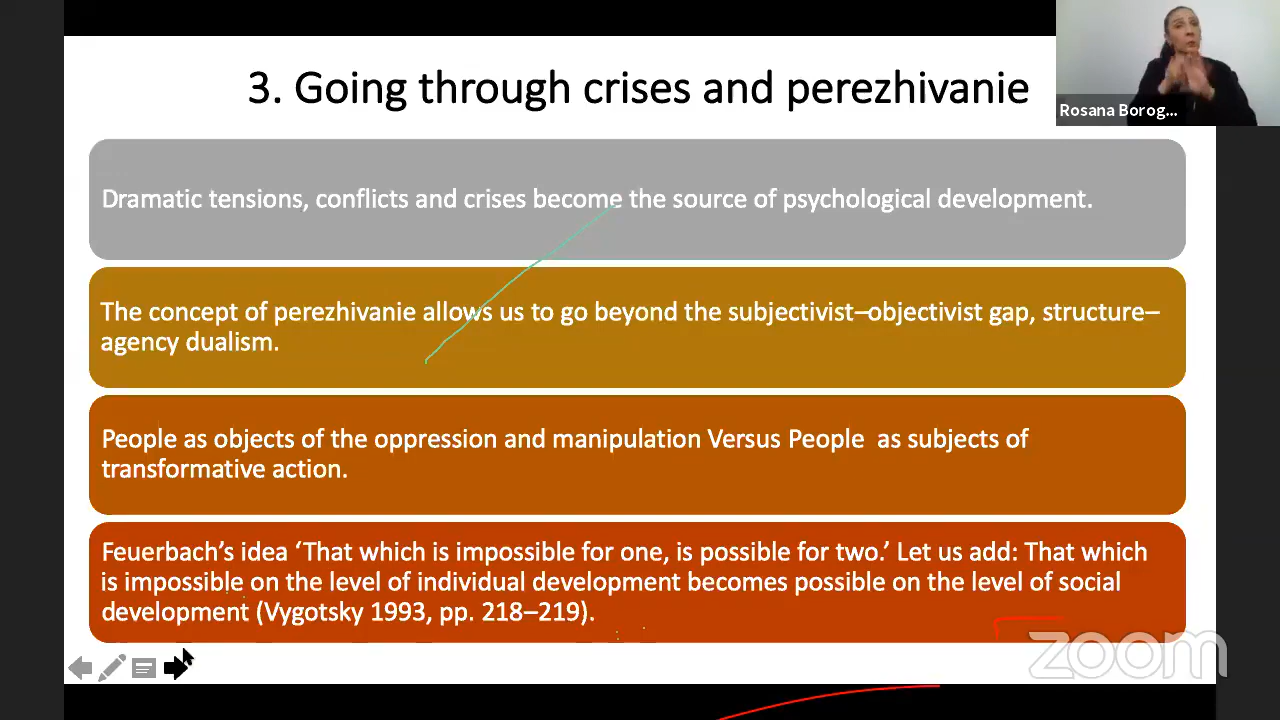 3. Going through crises and perezhivanie
Rosana Borog...
Dramatic tensions, conflicts and crises become the source of psychological development.
The concept of perezhivanie allows us to go beyond the subjectivist–objectivist gap, structure–
agency dualism.
People as objects of the oppression and manipulation Versus People  as subjects of
transformative action.
Feuerbach’s idea ‘That which is impossible for one, is possible for two.’ Let us add: That which
is impossible on the level of individual development becomes possible on the level of social
development (Vygotsky 1993, pp. 218–219).
zoom